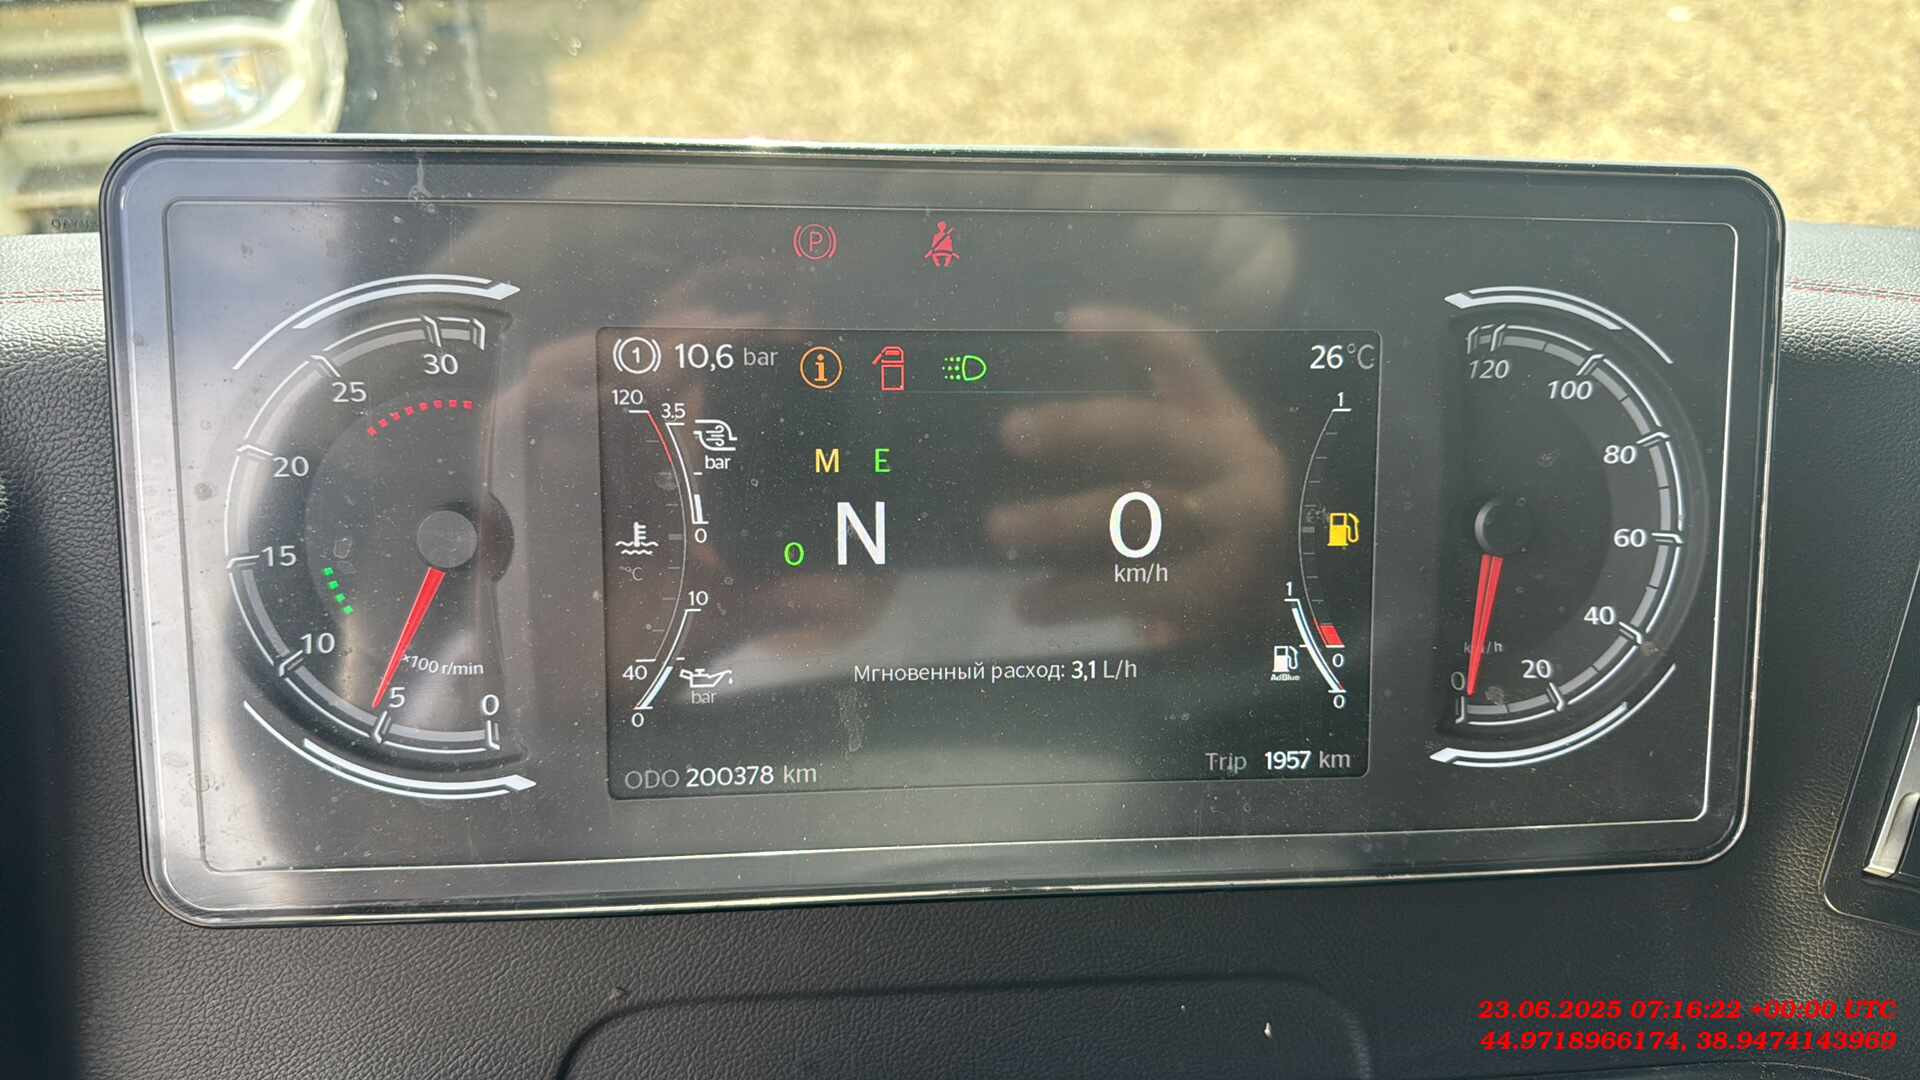 P
1 10,6 bar i 26°C
120 3.5
bar
0
°C
10
40
bar
0
M E
O N
0
km/h
Мгновенный расход: 3,1 L/h
1
1
0
AdBlue
0
ODO 200378 km
Trip 1957 km
30
25
20
15
10
5
0
×100 r/min
120
100
80
60
40
20
0
km/h
23.06.2025 07:16:22 +00:00 UTC
44.9718966174, 38.9474143969